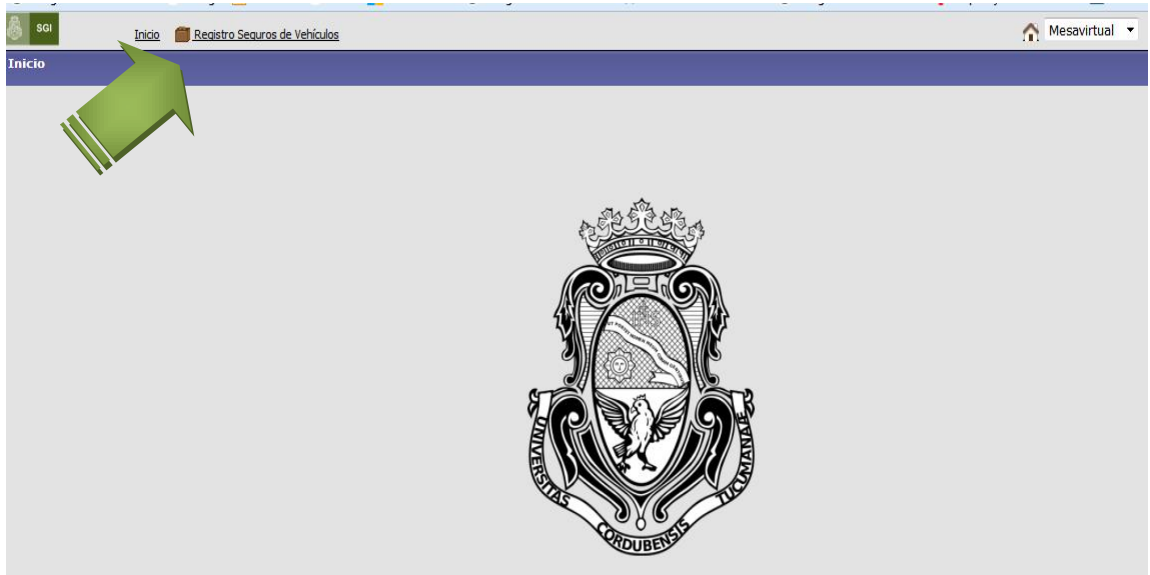 SGI
Inicio
Registro Seguros de Vehículos
Mesavirtual
Inicio
UNIVERSITAS
CORDUBENSIS
TUCUMANAE